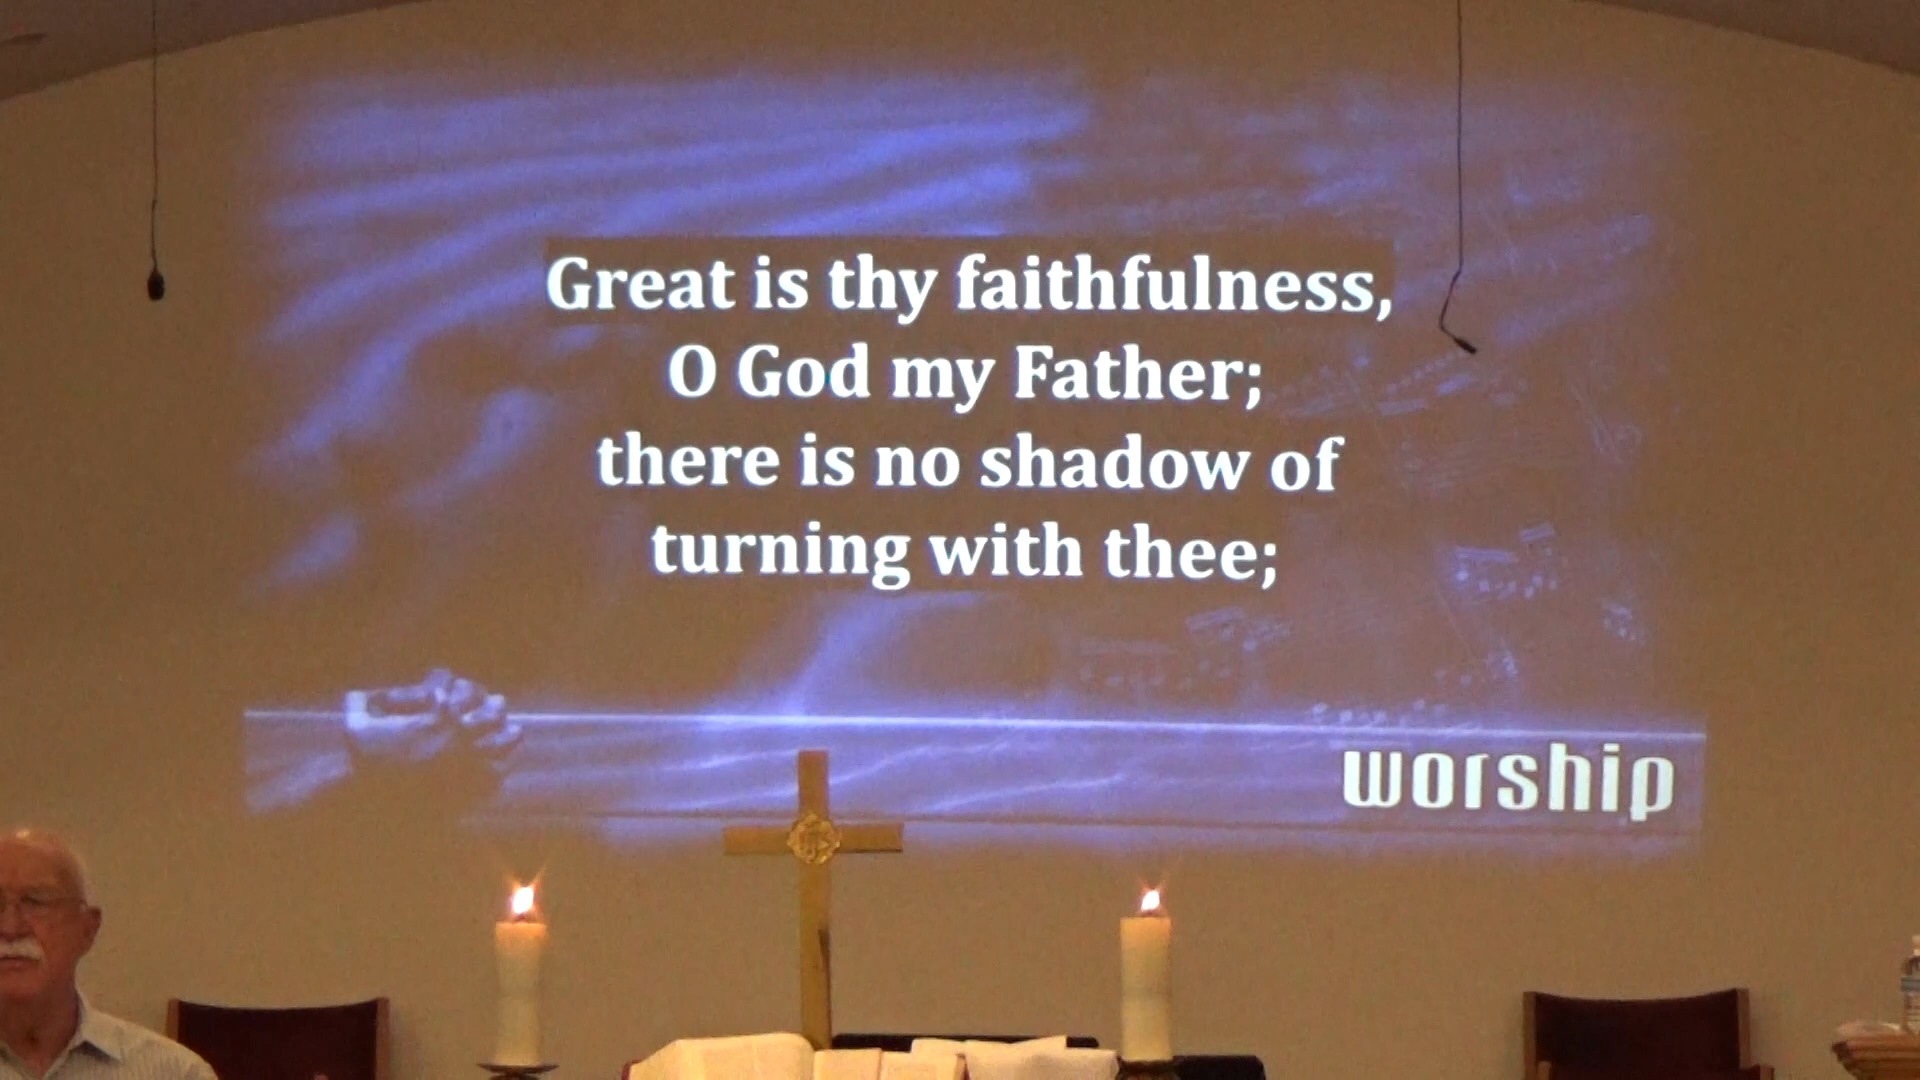 Great is thy faithfulness,
O God my Father;
there is no shadow of
turning with thee;
worship